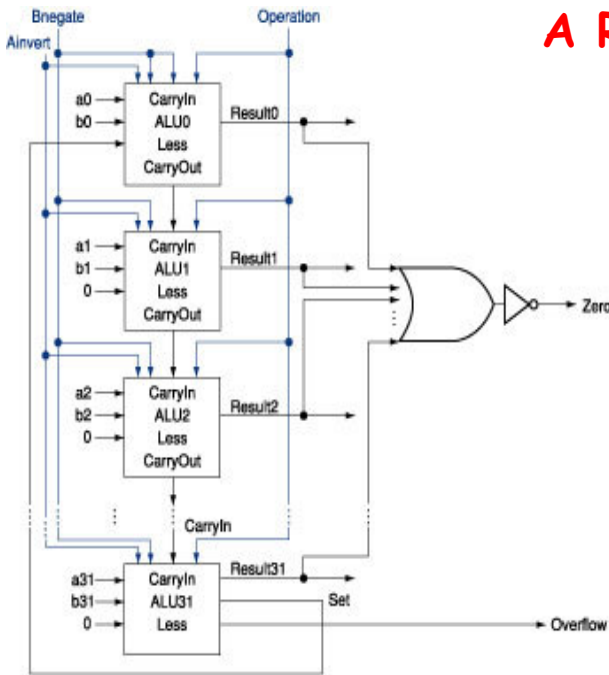 Bnegate Operation
Ainvert
A
a0 CarryIn Result0
b0 ALU0
Less
CarryOut
a1 CarryIn Result1
b1 ALU1
0 Less
CarryOut
Zero
a2 CarryIn Result2
b2 ALU2
0 Less
CarryOut
CarryIn
a31 CarryIn Result31
b31 ALU31 Set
0 Less Overflow